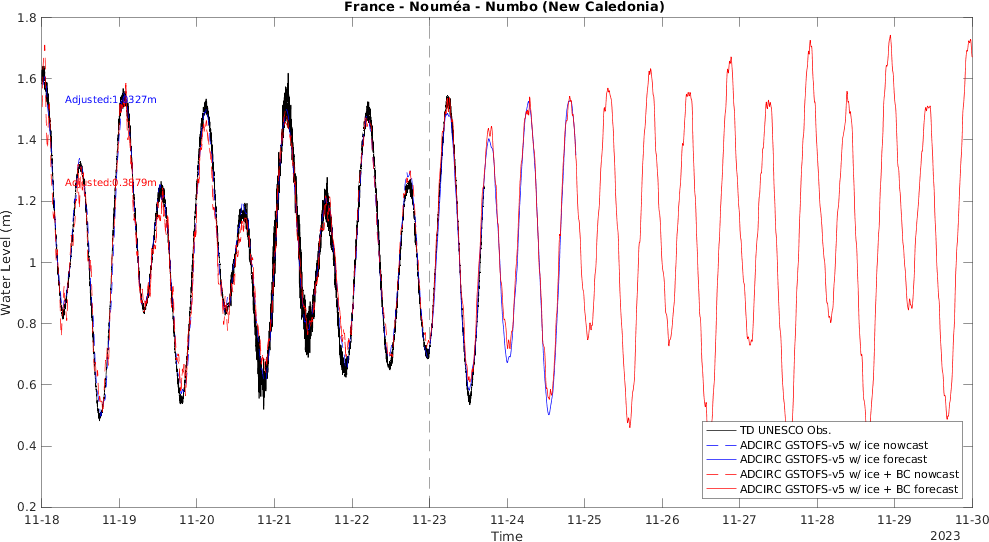 France - Nouméa - Numbo (New Caledonia)
1.8
1.6
1.4
1.2
1
0.8
0.6
0.4
0.2
Water Level (m)
Adjusted:0.3879m
TD UNESCO Obs.
ADCIRC GSTOFS-v5 w/ ice nowcast
ADCIRC GSTOFS-v5 w/ ice forecast
ADCIRC GSTOFS-v5 w/ ice + BC nowcast
ADCIRC GSTOFS-v5 w/ ice + BC forecast
11-18 11-19 11-20 11-21 11-22 11-23 11-24 11-25 11-26 11-27 11-28 11-29 11-30
Time
2023